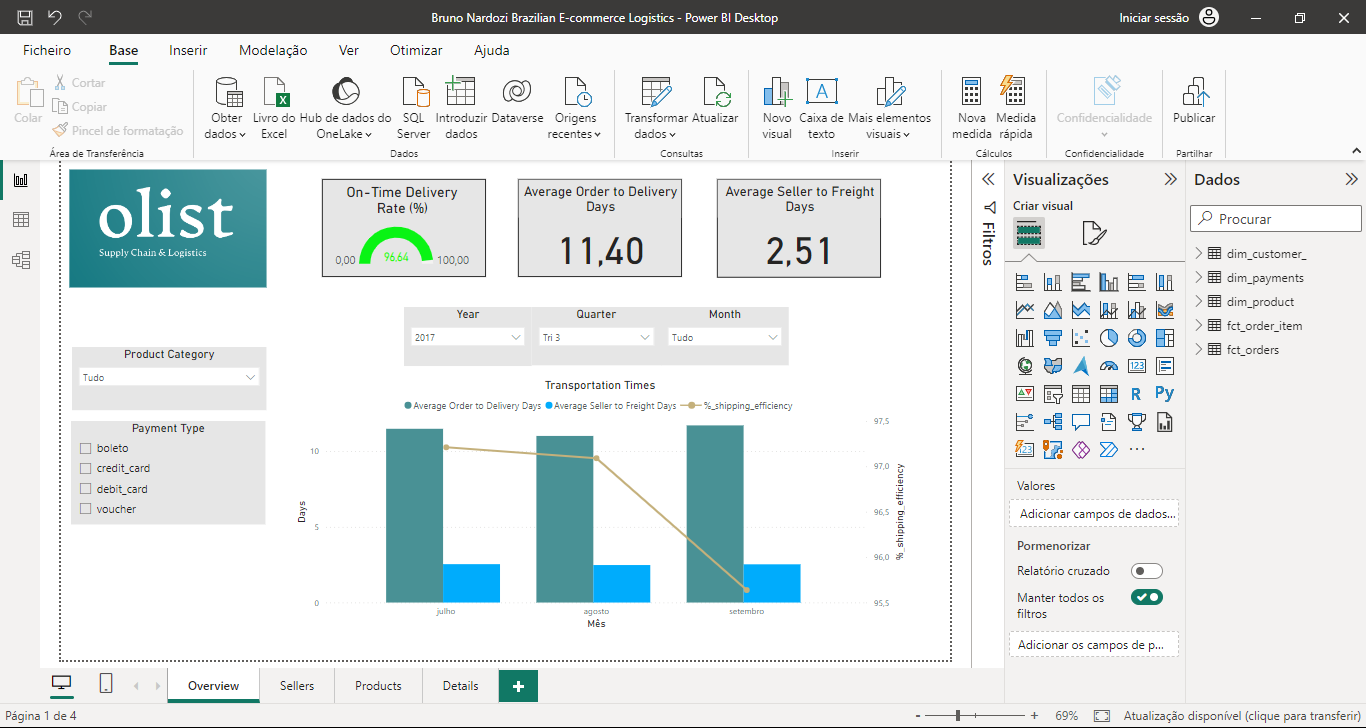 Bruno Nardozi Brazilian E-commerce Logistics - Power BI Desktop
Iniciar sessão
Ficheiro Base Inserir Modelação Ver Otimizar Ajuda
Colar
Cortar
Copiar
Pincel de formatação
Área de Transferência
Obter dados
Livro do Excel
Hub de dados do OneLake
SQL Server
Introduzir dados
Dataverse
Origens recentes
Dados
Transformar dados
Atualizar
Consultas
Novo visual
Caixa de texto
Mais elementos visuais
Inserir
Nova medida
Medida rápida
Cálculos
Confidencialidade
Confidencialidade
Publicar
Partilhar
olist
Supply Chain & Logistics
On-Time Delivery
Rate (%)
0,00
96.64
100,00
Average Order to Delivery
Days
11,40
Average Seller to Freight
Days
2,51
Year
2017
Quarter
Tri 3
Month
Tudo
Product Category
Tudo
Payment Type
boleto
credit_card
debit_card
voucher
Transportation Times
Average Order to Delivery Days Average Seller to Freight Days %_shipping_efficiency
Days
10
5
0
97,5
97,0
96,5
96,0
95,5
%_shipping_efficiency
julho agosto setembro
Mês
Filtros
Visualizações
Criar visual
123
R
Py
123
Valores
Adicionar campos de dados...
Pormenorizar
Relatório cruzado
Manter todos os
filtros
Adicionar os campos de p...
Dados
Procurar
dim_customer_
dim_payments
dim_product
fct_order_item
fct_orders
Overview Sellers Products Details
Página 1 de 4
69%
Atualização disponível (clique para transferir)